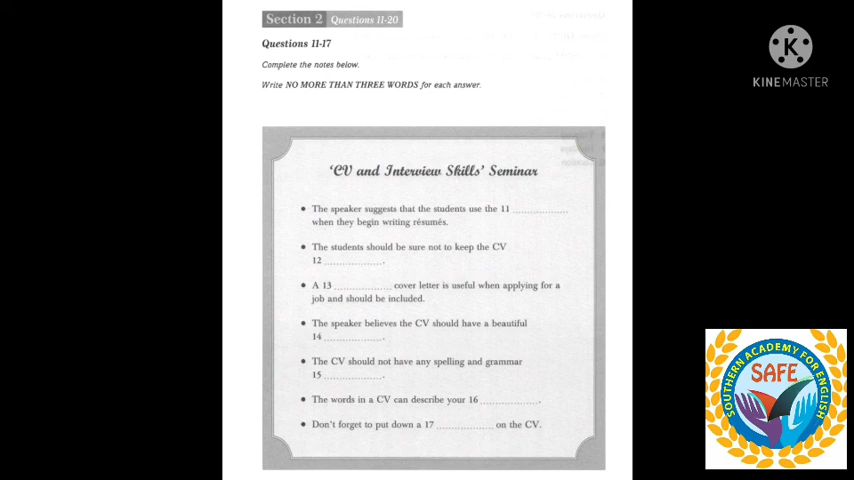 Section 2 Questions 11-20
Questions 11-17
Complete the notes below.
Write NO MORE THAN THREE WORDS for each answer.
K
KINEMASTER
'CV and Interview Skills' Seminar
• The speaker suggests that the students use the 11 ..................
when they begin writing résumés.
• The students should be sure not to keep the CV
12 ................... .
• A 13 ................... cover letter is useful when applying for a
job and should be included.
• The speaker believes the CV should have a beautiful
14 ................... .
• The CV should not have any spelling and grammar
15 ................... .
• The words in a CV can describe your 16 ................... .
• Don't forget to put down a 17 ................... on the CV.
SOUTHERN ACADEMY FOR ENGLISH
SAFE